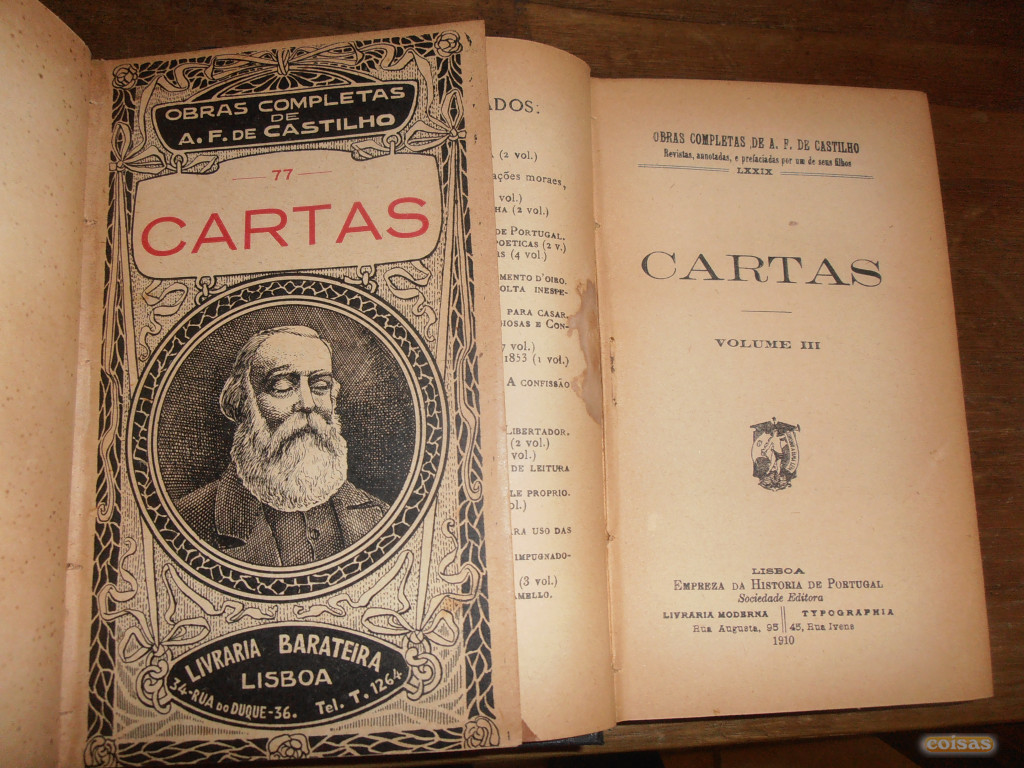 OBRAS COMPLETAS
DE
A. F. DE CASTILHO
77
CARTAS
LIVRARIA BARATEIRA
LISBOA
34-RUA DO DUQUE-36. Tel. T. 1264
1
ADOS:
. (2 vol.)
ações moraes,
vol.)
HA (2 vol.)
DE PORTUGAL.
POETICAS (2 v.)
AS (4 vol.)
MENTO D'OIRO.
OLTA INESPE-
PARA CASAR.
IOSAS E CON-
7 vol.)
1853 (1 vol.)
A CONFISSÃO
LIBERTADOR.
(2 vol.)
vol.)
DE LEITURA
LE PROPRIO.
ol.)
RA USO DAS
IMPUGNADO-
(3 vol.)
AMELLO.
OBRAS COMPLETAS DE A. F. DE CASTILHO
Revistas, annotadas, e prefaciadas por um de seus filhos
LXXIX
CARTAS
VOLUME III
LISBOA
EMPREZA DA HISTORIA DE PORTUGAL
Sociedade Editora
LIVRARIA MODERNA || TYPOGRAPHIA
Rua Augusta, 95 || 45, Rua Ivens
1910
coisas